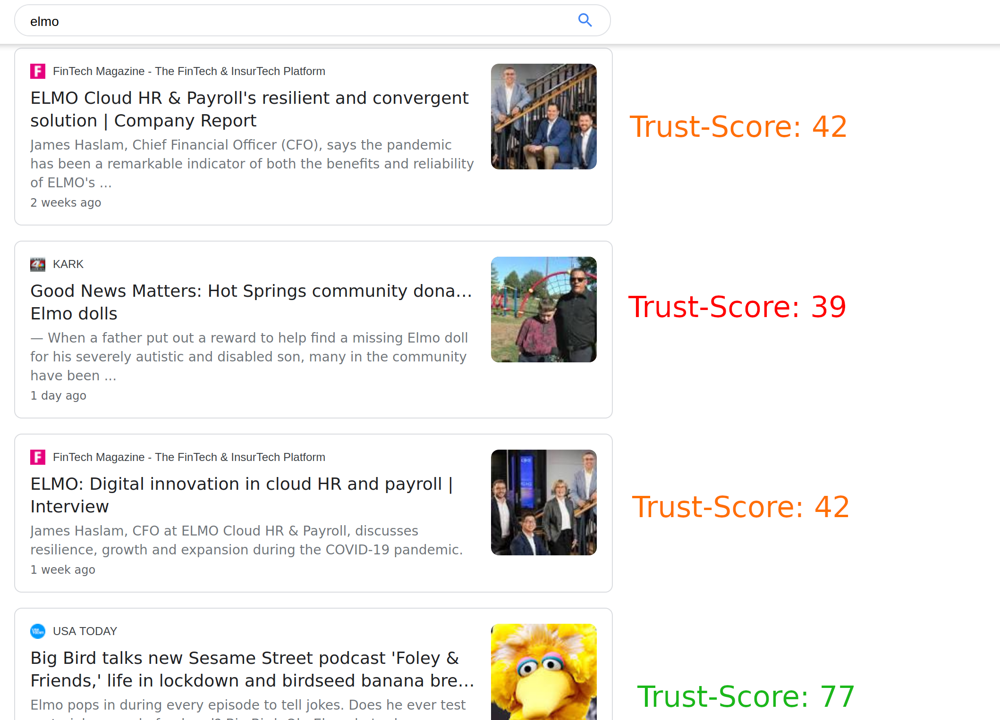 elmo
FinTech Magazine - The FinTech & InsurTech Platform
ELMO Cloud HR & Payroll's resilient and convergent
solution | Company Report
James Haslam, Chief Financial Officer (CFO), says the pandemic
has been a remarkable indicator of both the benefits and reliability
of ELMO's ...
2 weeks ago
Trust-Score: 42
4
KARK
Good News Matters: Hot Springs community dona...
Elmo dolls
— When a father put out a reward to help find a missing Elmo doll
for his severely autistic and disabled son, many in the community
have been ...
1 day ago
Trust-Score: 39
FinTech Magazine - The FinTech & InsurTech Platform
ELMO: Digital innovation in cloud HR and payroll |
Interview
James Haslam, CFO at ELMO Cloud HR & Payroll, discusses
resilience, growth and expansion during the COVID-19 pandemic.
1 week ago
Trust-Score: 42
USA TODAY
Big Bird talks new Sesame Street podcast 'Foley &
Friends,' life in lockdown and birdseed banana bre...
Elmo pops in during every episode to tell jokes. Does he ever test
Trust-Score: 77